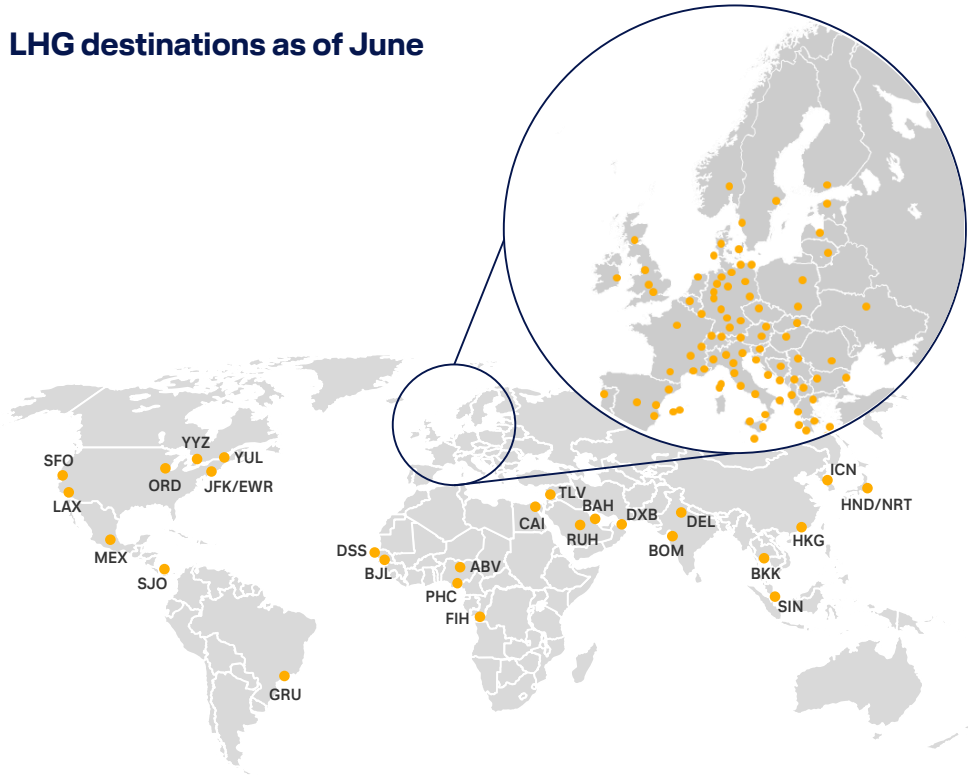 LHG destinations as of June
YYZ
YUL
SFO
ORD
JFK/EWR
LAX
MEX
SJO
GRU
DSS
BJL
ABV
PHC
FIH
TLV
CAI
BAH
RUH
DXB
DEL
BOM
ICN
HND/NRT
HKG
BKK
SIN